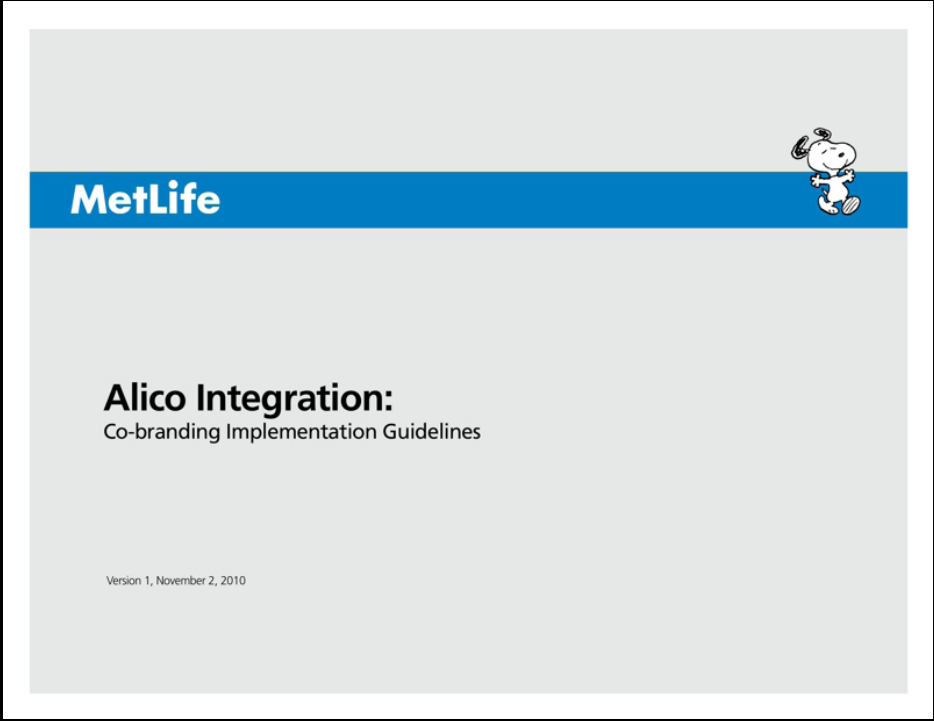 MetLife
Alico Integration:
Co-branding Implementation Guidelines
Version 1, November 2, 2010